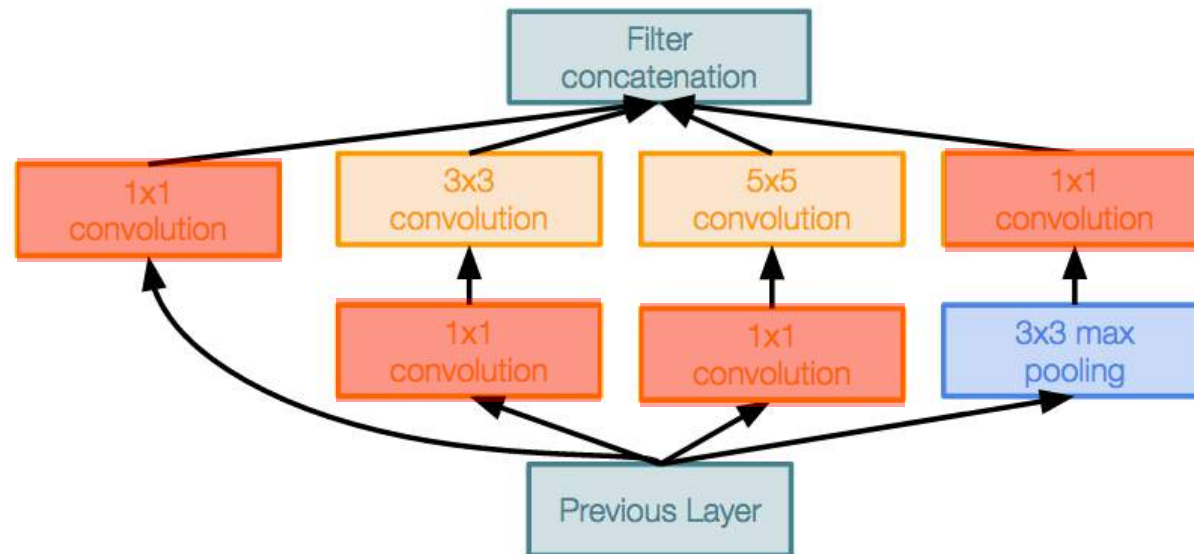 Filter
concatenation
1x1
convolution
3x3
convolution
5x5
convolution
1x1
convolution
1x1
convolution
1x1
convolution
3x3 max
pooling
Previous Layer